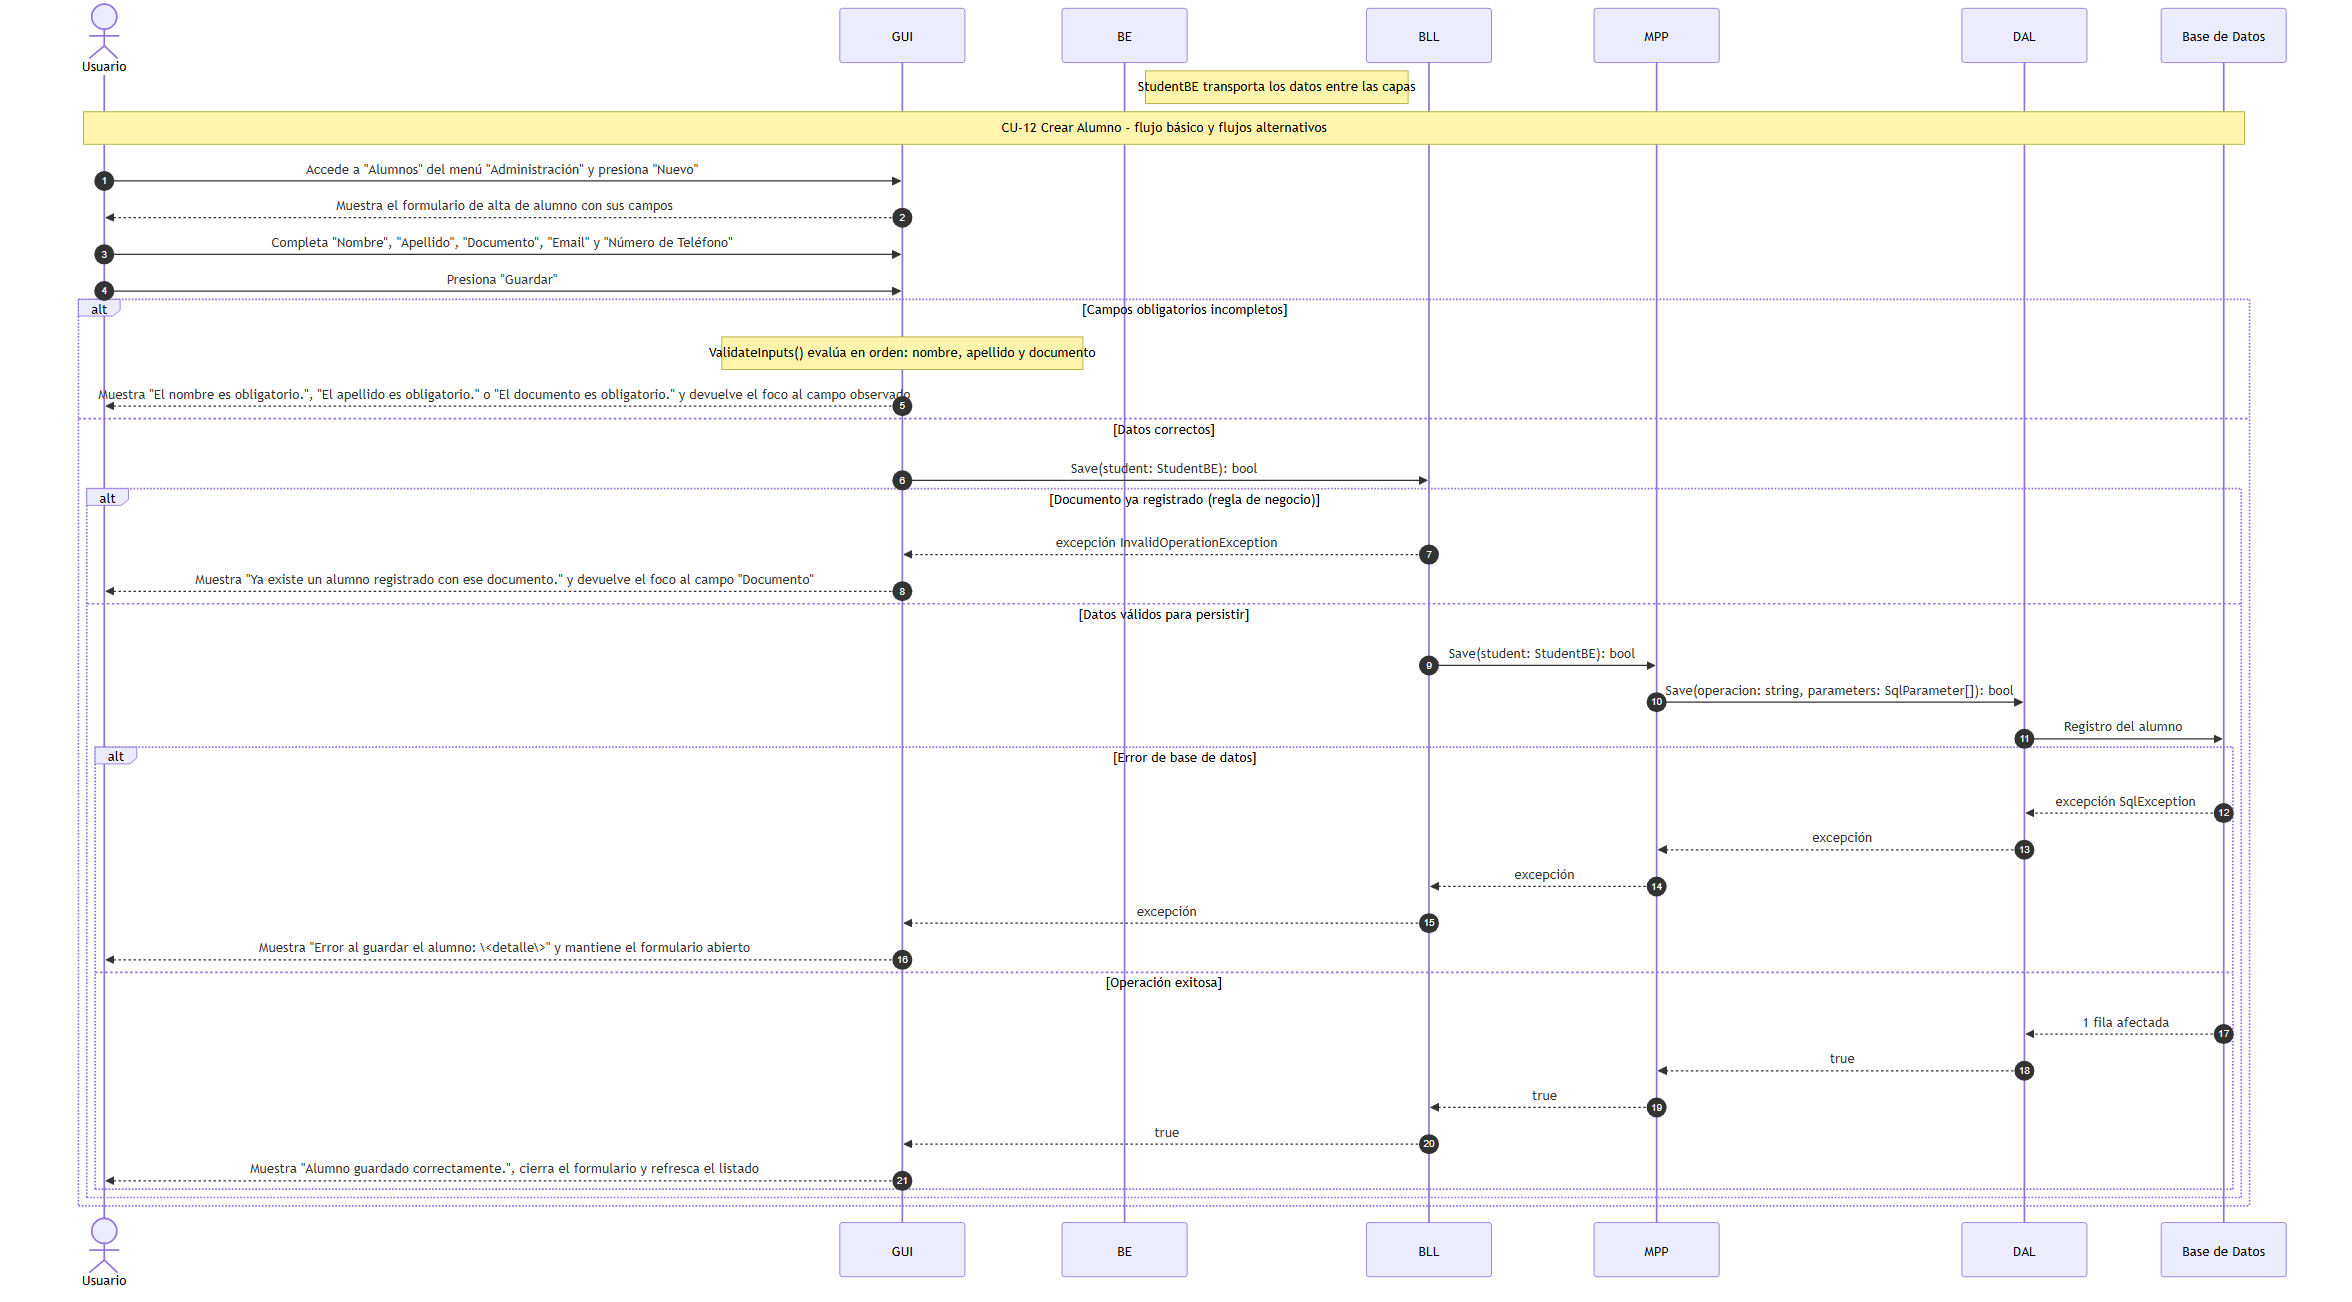 Usuario
GUI
BE
BLL
MPP
DAL
Base de Datos
StudentBE transporta los datos entre las capas
CU-12 Crear Alumno - flujo básico y flujos alternativos
Accede a "Alumnos" del menú "Administración" y presiona "Nuevo"
1
Muestra el formulario de alta de alumno con sus campos
2
Completa "Nombre", "Apellido", "Documento", "Email" y "Número de Teléfono"
3
Presiona "Guardar"
4
alt
[Campos obligatorios incompletos]
ValidateInputs() evalúa en orden: nombre, apellido y documento
Muestra "El nombre es obligatorio.", "El apellido es obligatorio." o "El documento es obligatorio." y devuelve el foco al campo observado
5
[Datos correctos]
Save(student: StudentBE): bool
6
alt
[Documento ya registrado (regla de negocio)]
excepción InvalidOperationException
7
Muestra "Ya existe un alumno registrado con ese documento." y devuelve el foco al campo "Documento"
8
[Datos válidos para persistir]
Save(student: StudentBE): bool
9
Save(operacion: string, parameters: SqlParameter[]): bool
10
Registro del alumno
11
alt
[Error de base de datos]
excepción SqlException
12
excepción
13
excepción
14
excepción
15
Muestra "Error al guardar el alumno: \<detalle\>" y mantiene el formulario abierto
16
[Operación exitosa]
1 fila afectada
17
true
18
true
19
true
20
Muestra "Alumno guardado correctamente.", cierra el formulario y refresca el listado
21
Usuario
GUI
BE
BLL
MPP
DAL
Base de Datos